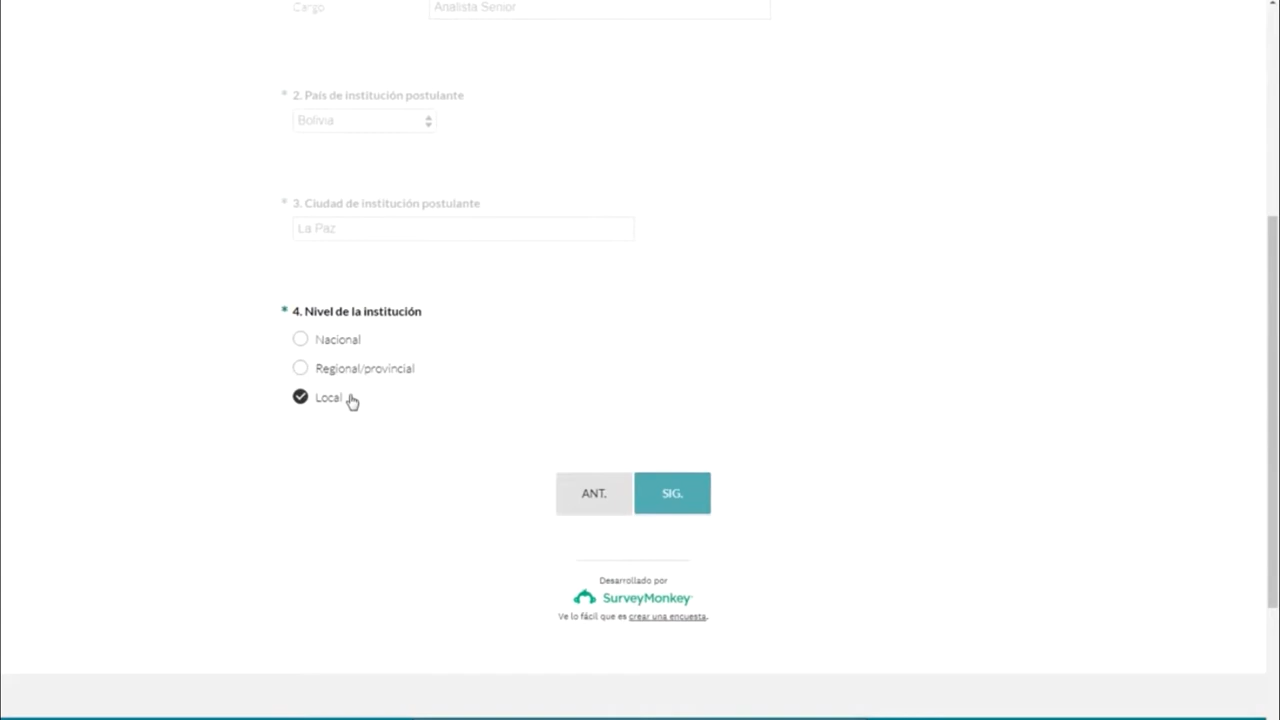 Cargo
Analista Senior
* 2. País de institución postulante
Bolivia
* 3. Ciudad de institución postulante
La Paz
* 4. Nivel de la institución
Nacional
Regional/provincial
Local
ANT.
SIG.
Desarrollado por
SurveyMonkey
Ve lo fácil que es crear una encuesta.